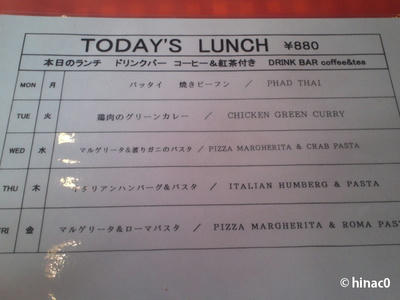 TODAY'S LUNCH ¥880
本日のランチ ドリンクバー コーヒー&紅茶付き DRINK BAR coffee&tea
MON 月 パッタイ 焼きビーフン / PHAD THAI
TUE 火 鶏肉のグリーンカレー / CHICKEN GREEN CURRY
WED 水 マルゲリータ&渡りガニのパスタ / PIZZA MARGHERITA & CRAB PASTA
THU 木 イタリアンハンバーグ&パスタ / ITALIAN HUMBERG & PASTA
FRI 金 マルゲリータ&ローマパスタ / PIZZA MARGHERITA & ROMA PAST
© hinac0